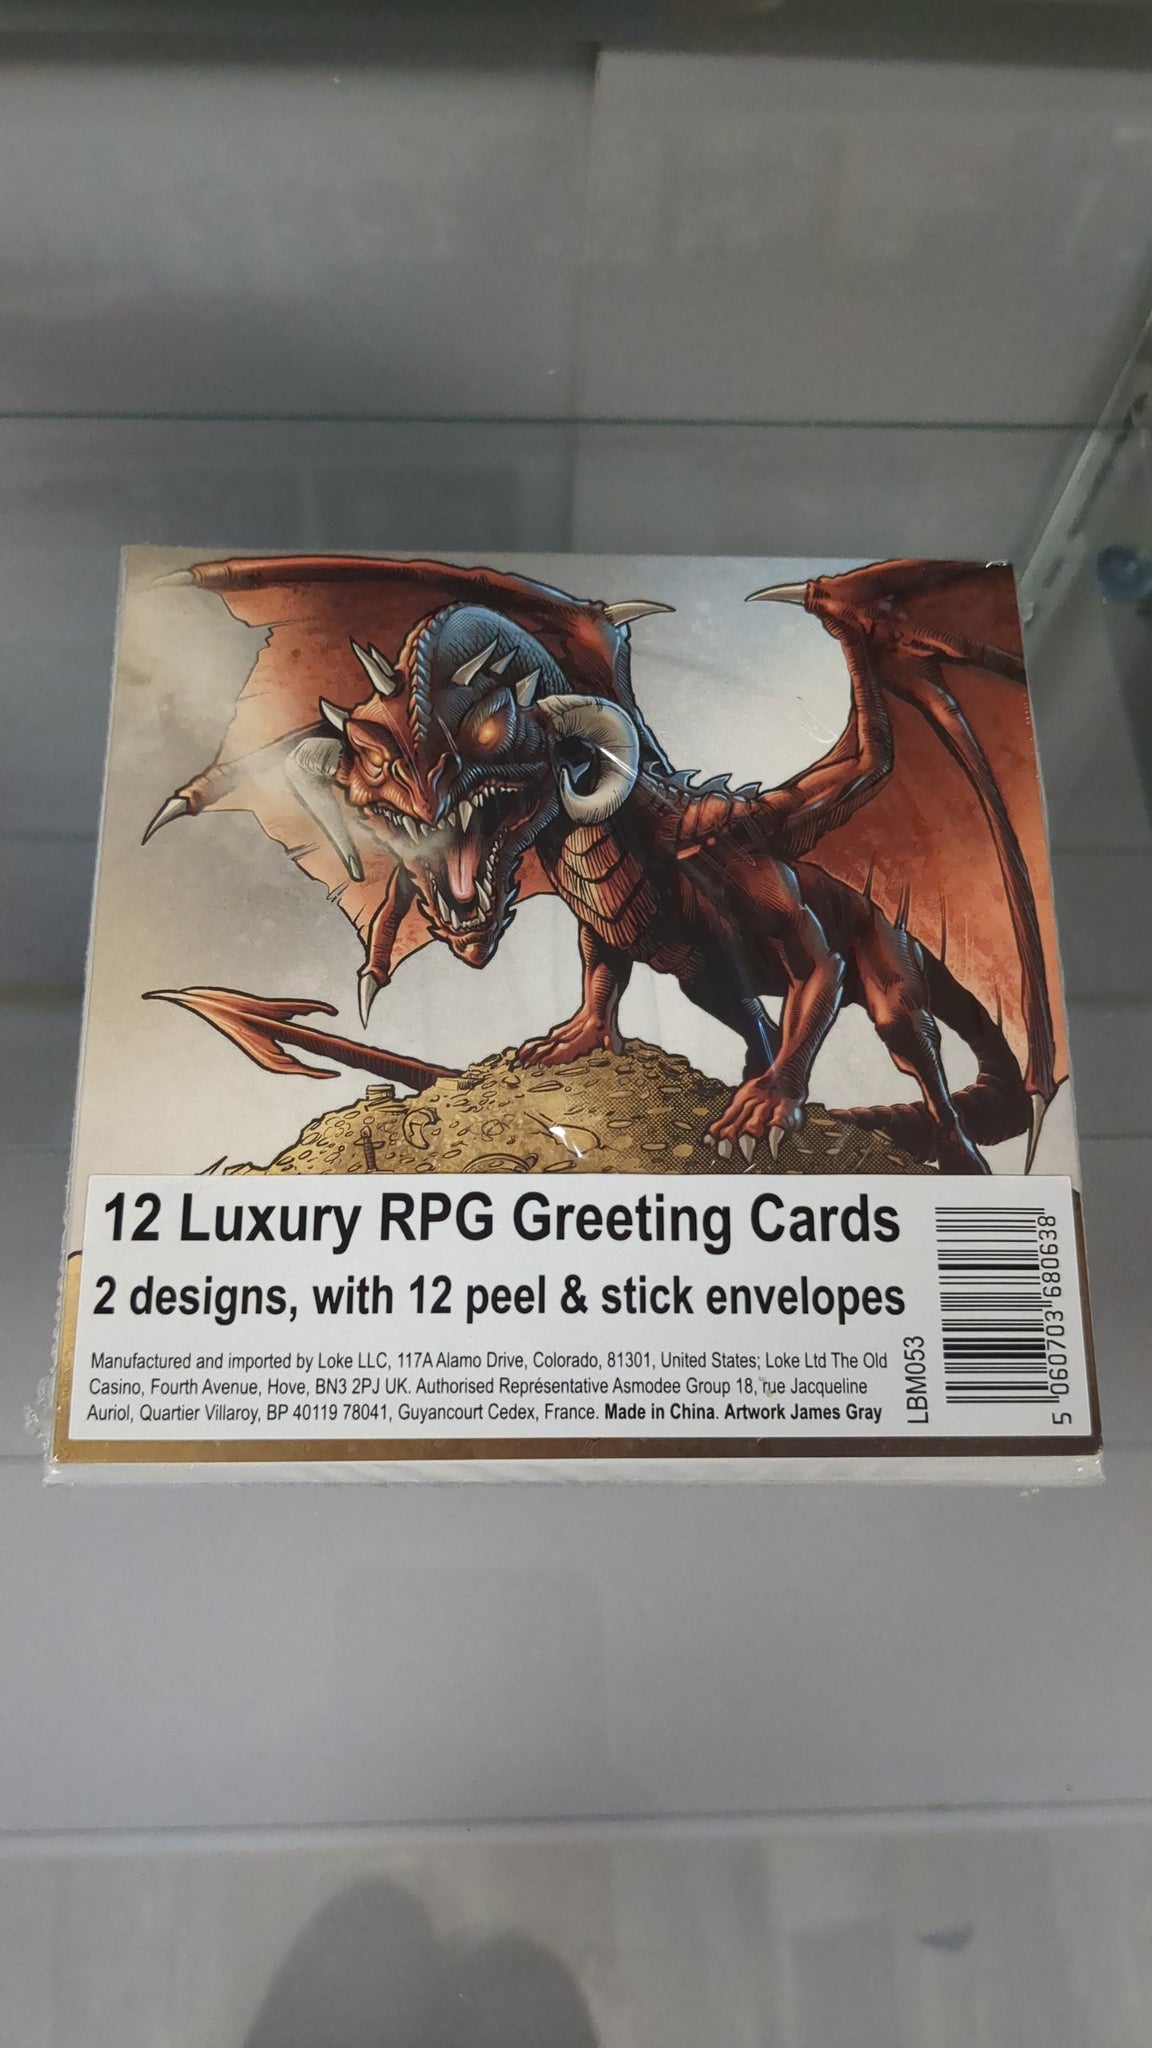 12 Luxury RPG Greeting Cards
2 designs, with 12 peel & stick envelopes
Manufactured and imported by Loke LLC, 117A Alamo Drive, Colorado, 81301, United States; Loke Ltd The Old
Casino, Fourth Avenue, Hove, BN3 2PJ UK. Authorised Représentative Asmodee Group 18, rue Jacqueline
Auriol, Quartier Villaroy, BP 40119 78041, Guyancourt Cedex, France. Made in China. Artwork James Gray
LBM053
5 060703 680638